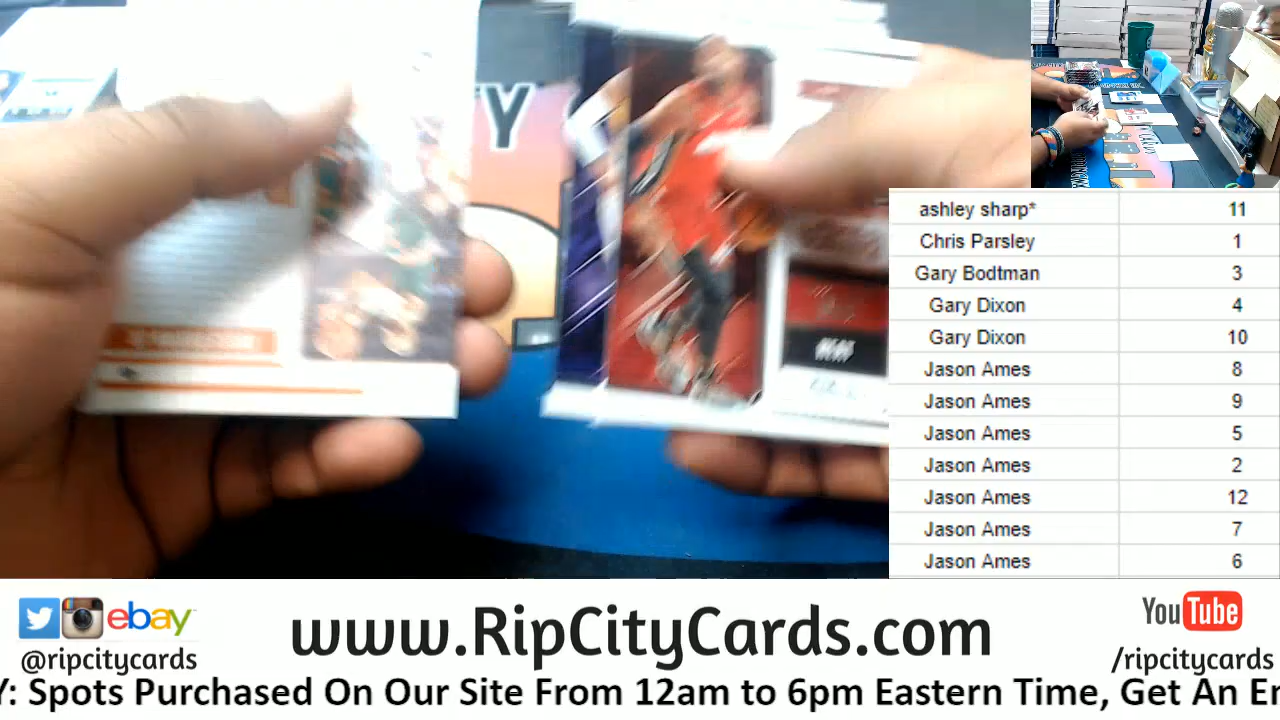 Y
HEAT
ashley sharp* 11
Chris Parsley 1
Gary Bodtman 3
Gary Dixon 4
Gary Dixon 10
Jason Ames 8
Jason Ames 9
Jason Ames 5
Jason Ames 2
Jason Ames 12
Jason Ames 7
Jason Ames 6
ebay
@ripcitycards
www.RipCityCards.com
YouTube
/ripcitycards
Y: Spots Purchased On Our Site From 12am to 6pm Eastern Time, Get An En